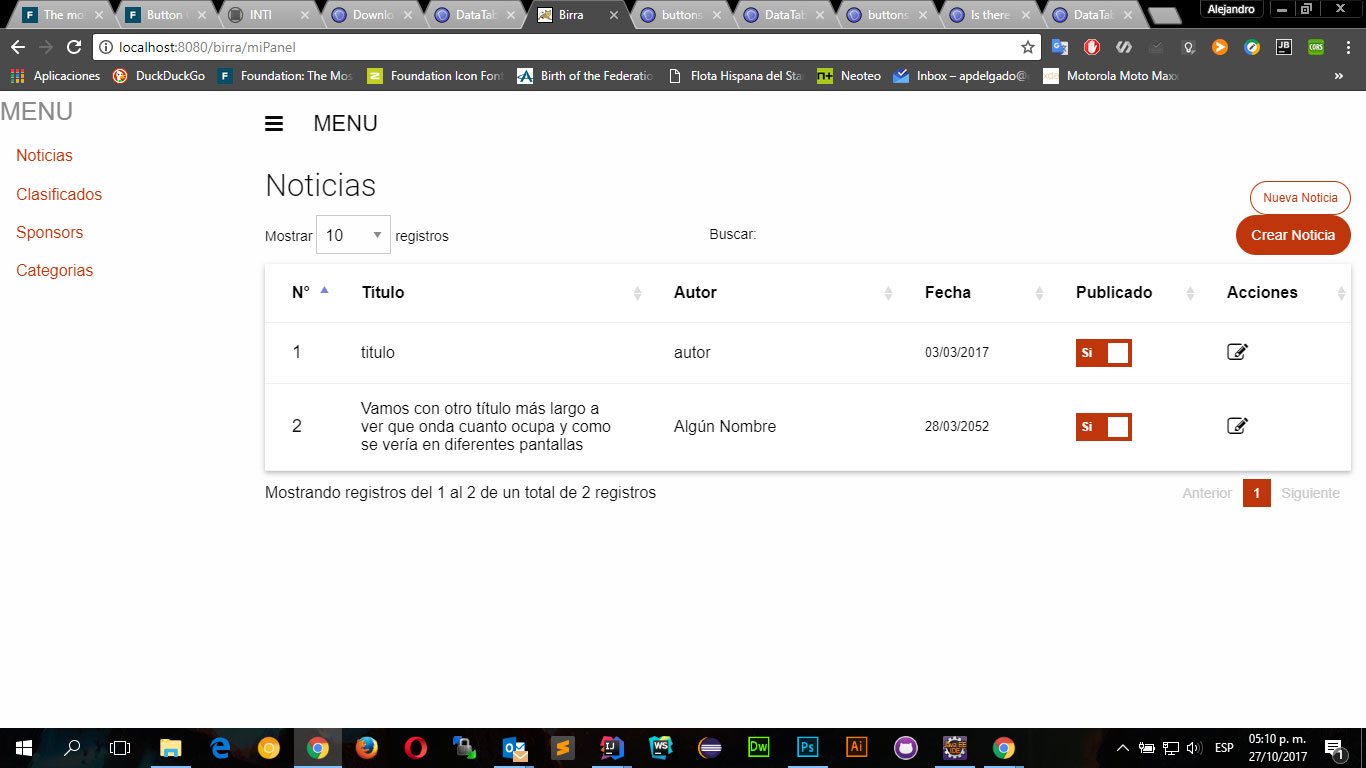 The mo
Button
INTI
Downlo
DataTab
Birra
buttons
DataTab
buttons
Is there
DataTab
Alejandro
localhost:8080/birra/miPanel
Aplicaciones
DuckDuckGo
Foundation: The Mos
Foundation Icon Font
Birth of the Federatio
Flota Hispana del Sta
Neoteo
Inbox – apdelgado@
Motorola Moto Maxx
MENU
MENU
Noticias
Clasificados
Sponsors
Categorias
Noticias
Nueva Noticia
Mostrar 10 registros
Buscar:
Crear Noticia
N° Título Autor Fecha Publicado Acciones
1 titulo autor 03/03/2017 Si
Vamos con otro título más largo a
2 ver que onda cuanto ocupa y como Algún Nombre 28/03/2052 Si
se vería en diferentes pantallas
Mostrando registros del 1 al 2 de un total de 2 registros
Anterior 1 Siguiente
ESP
05:10 p. m.
27/10/2017